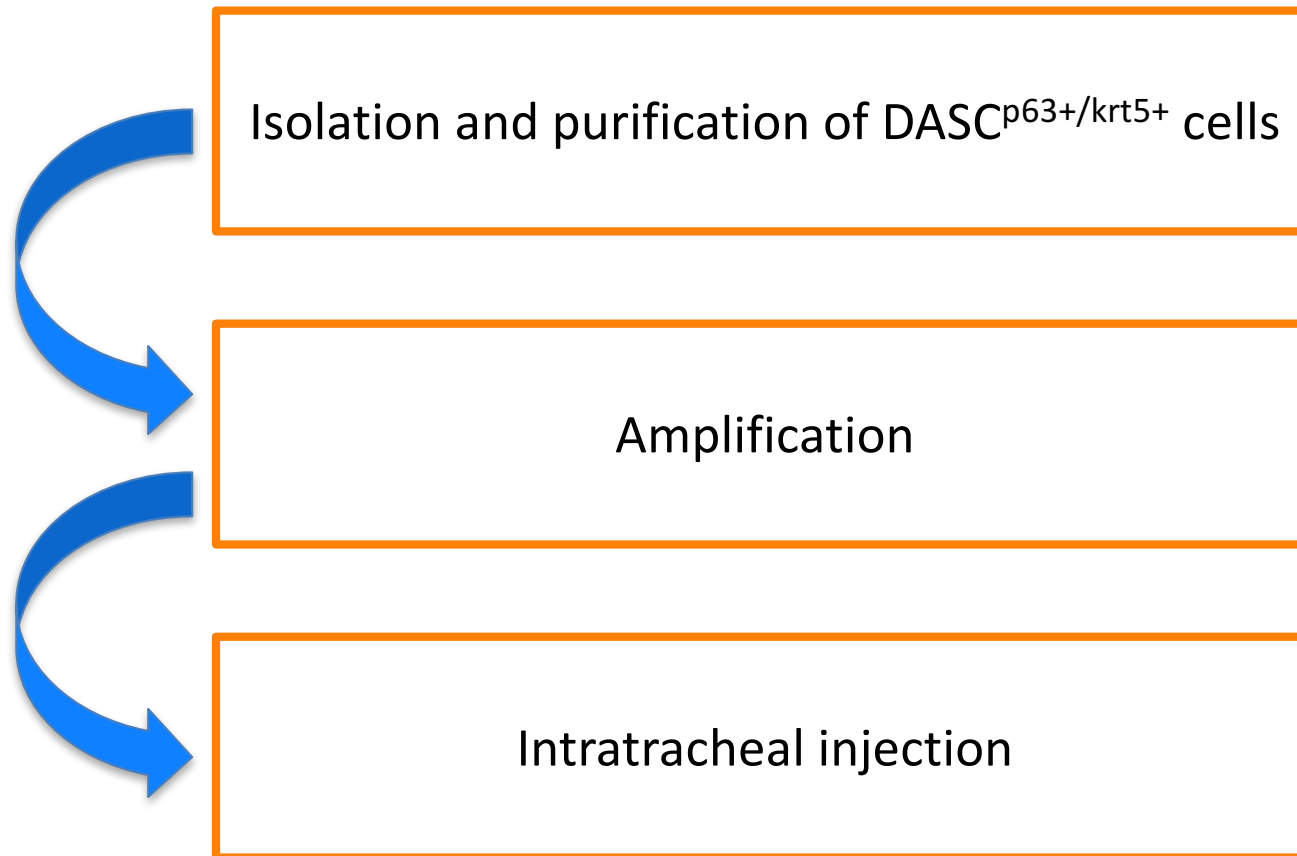 Isolation and purification of DASCp63+/krt5+ cells
Amplification
Intratracheal injection